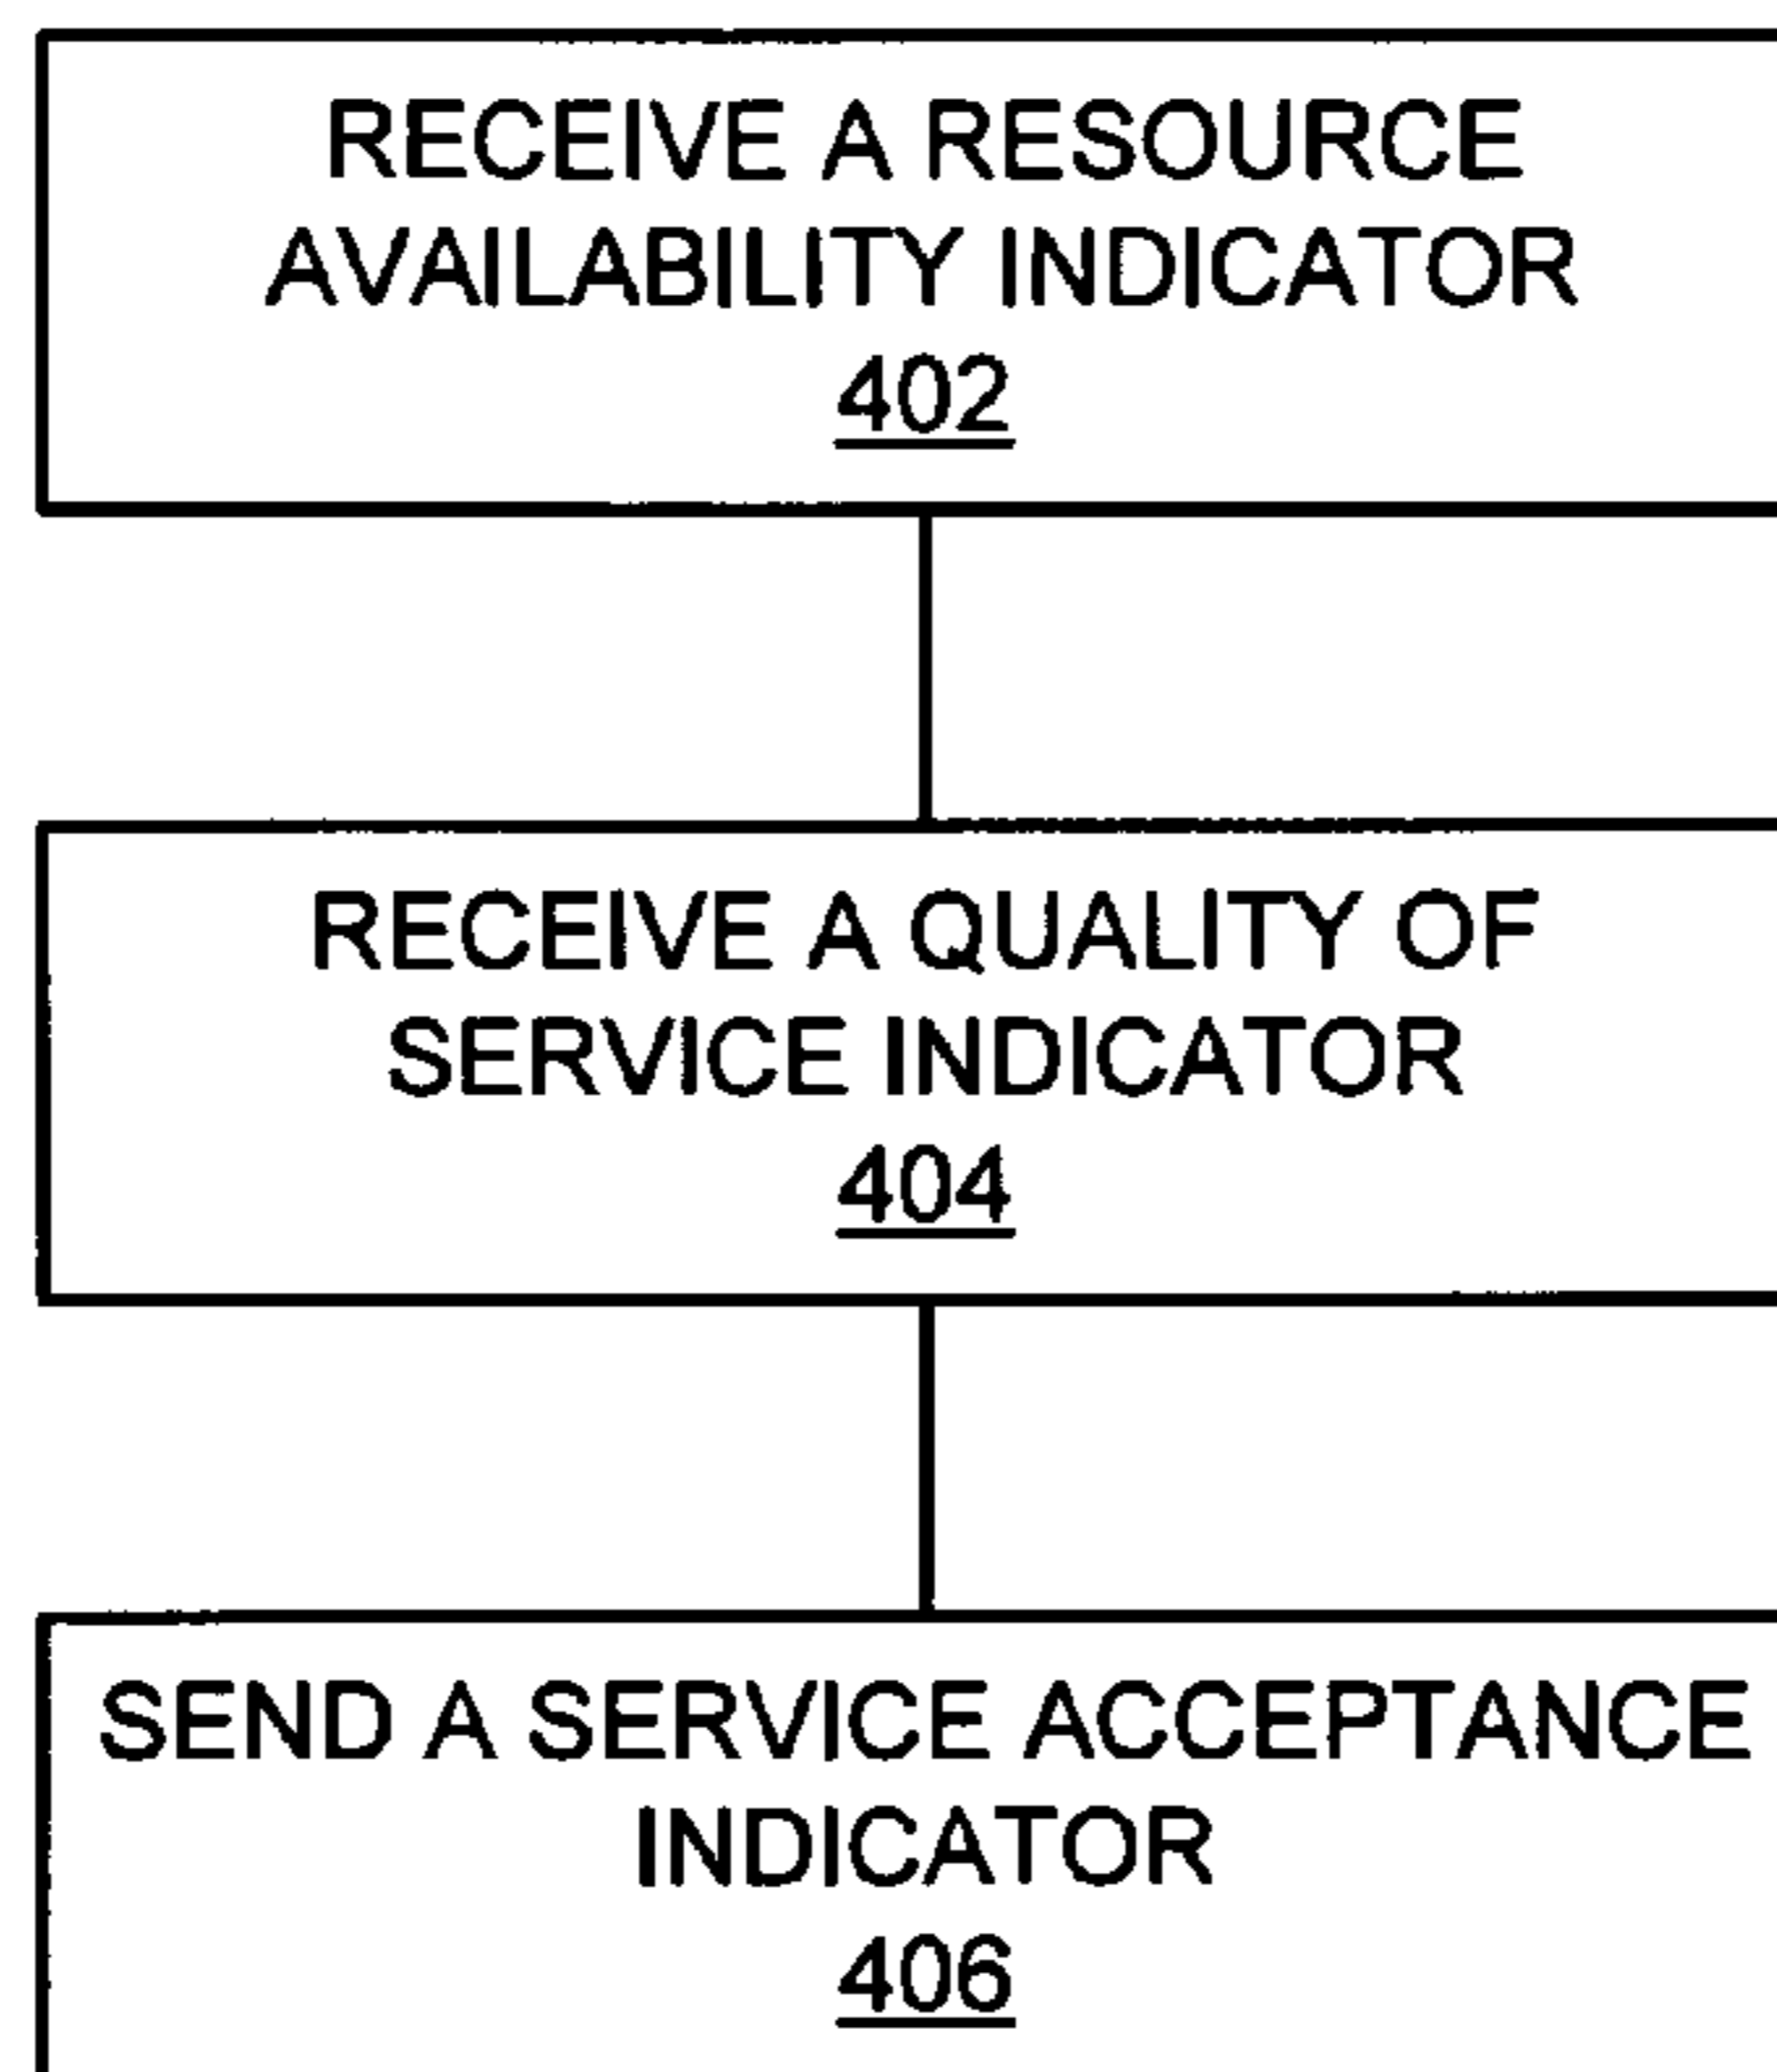 RECEIVE A RESOURCE
AVAILABILITY INDICATOR
402
RECEIVE A QUALITY OF
SERVICE INDICATOR
404
SEND A SERVICE ACCEPTANCE
INDICATOR
406